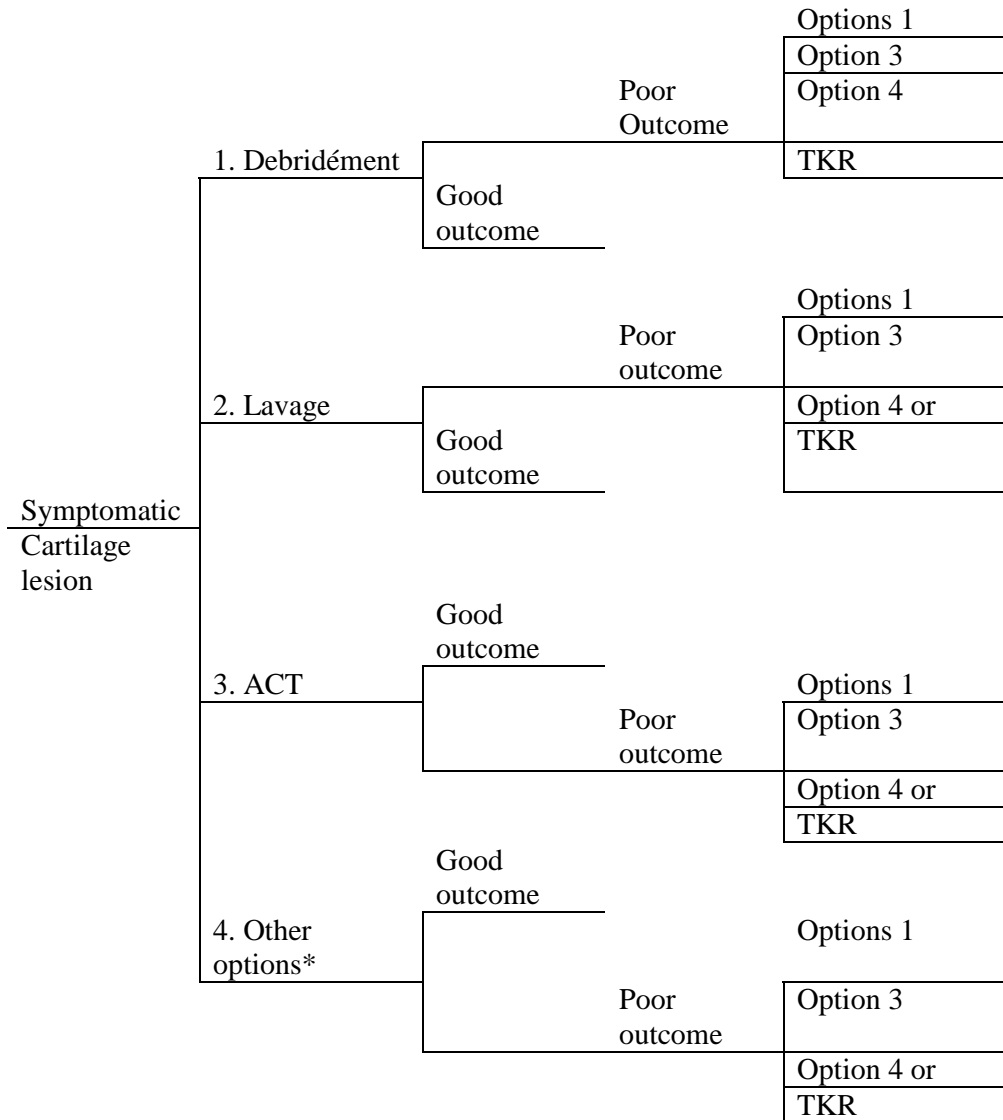 Options 1
Option 3
Poor
Outcome
Option 4
1. Debridément
TKR
Good
outcome
Options 1
Poor
outcome
Option 3
2. Lavage
Option 4 or
Good
outcome
TKR
Symptomatic
Cartilage
lesion
Good
outcome
3. ACT
Options 1
Poor
outcome
Option 3
Option 4 or
TKR
Good
outcome
4. Other
options*
Options 1
Poor
outcome
Option 3
Option 4 or
TKR